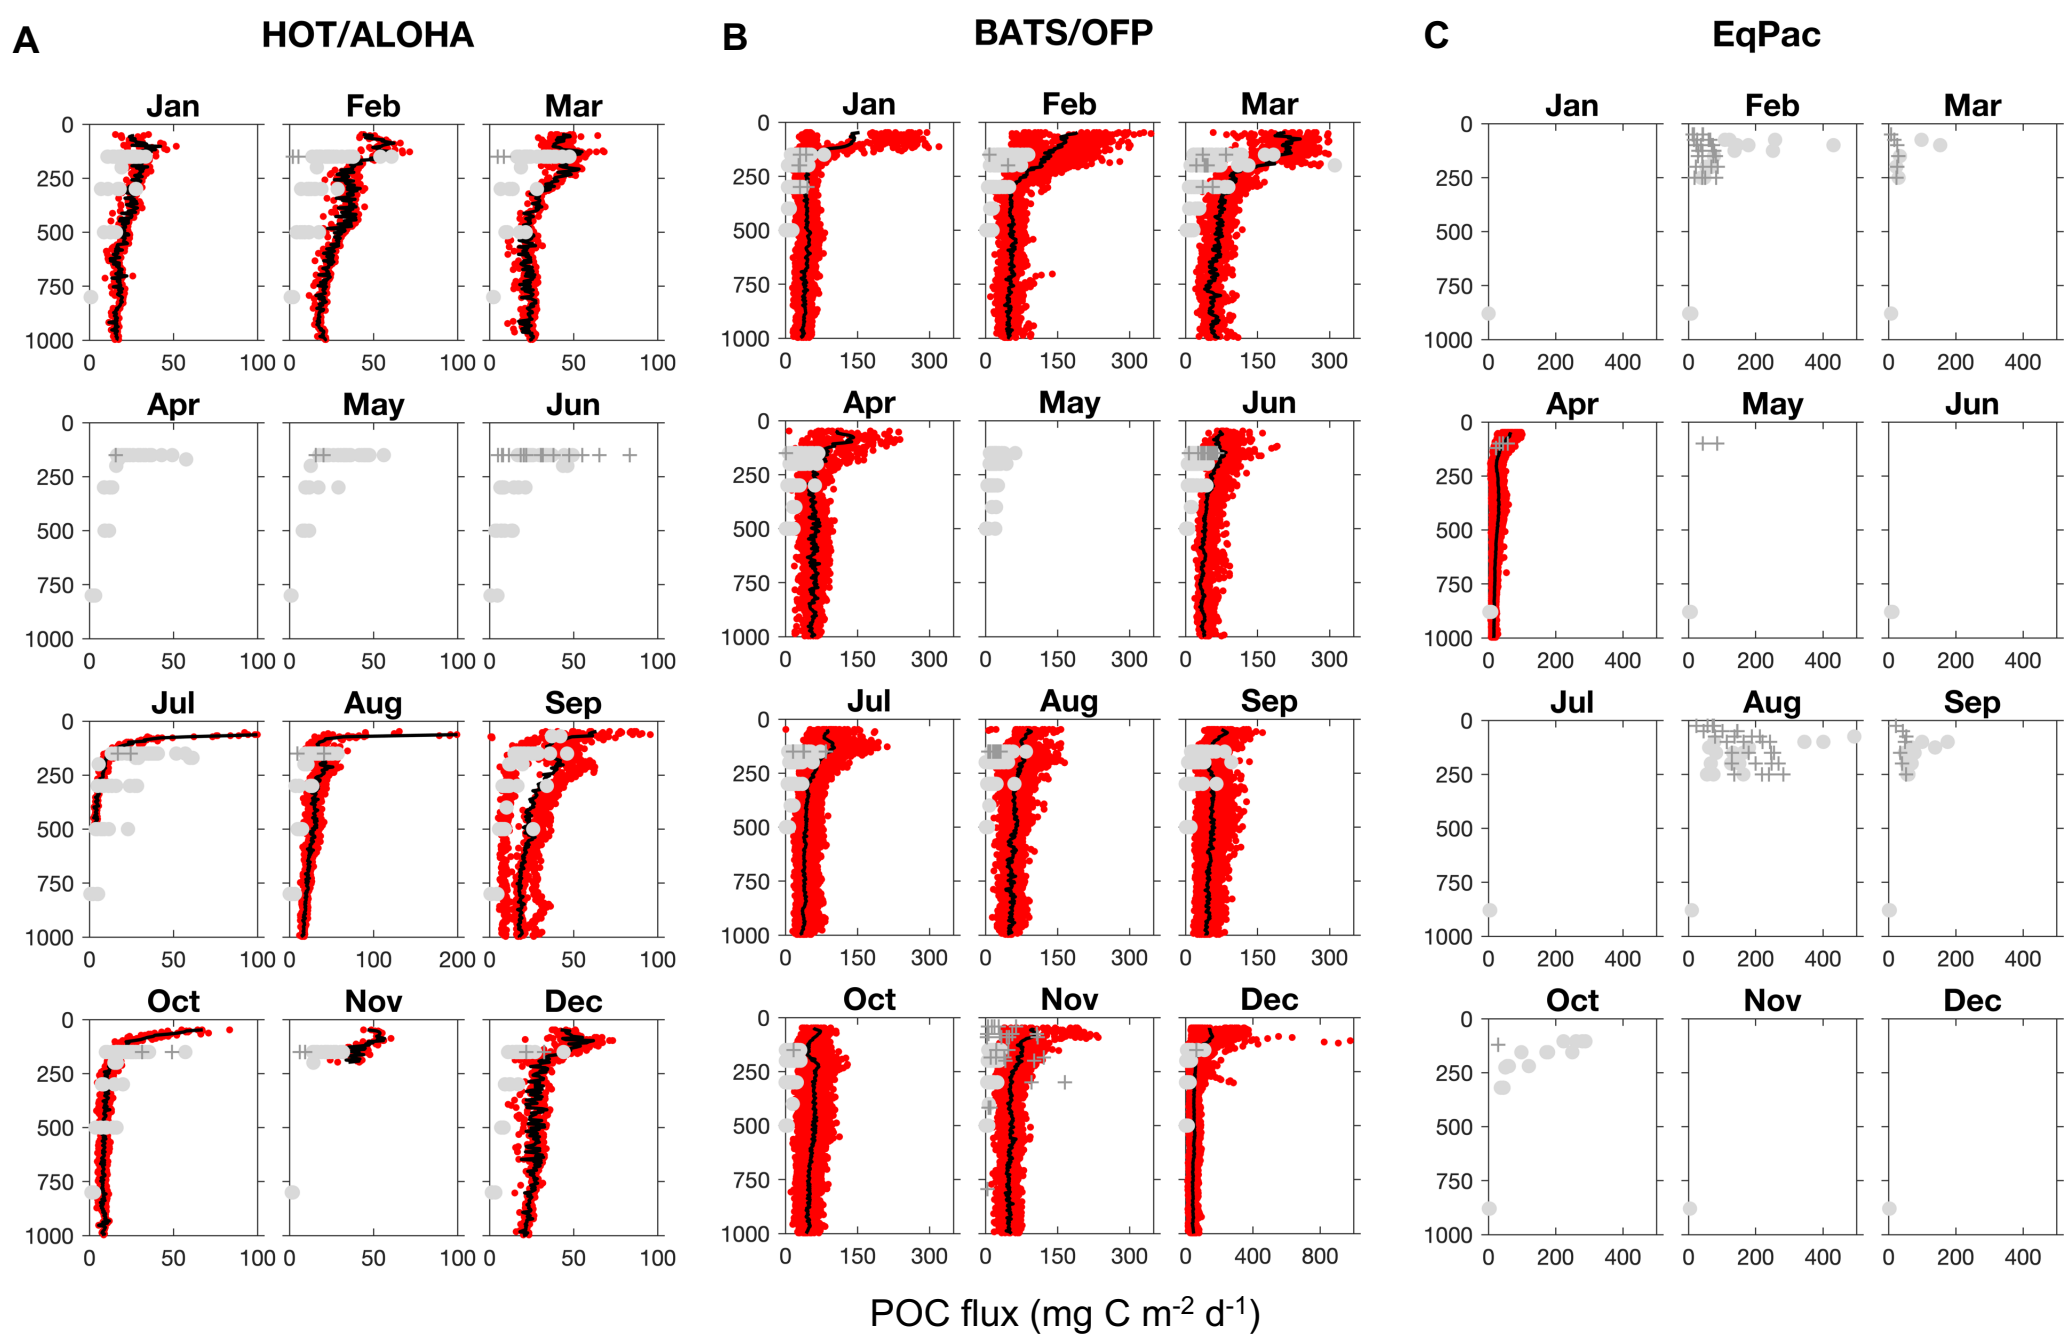 A HOT/ALOHA B BATS/OFP C EqPac
Jan Feb Mar Jan Feb Mar Jan Feb Mar
0 0 0
250 250 250
500 500 500
750 750 750
1000 1000 1000
0 50 100 0 50 100 0 50 100 0 150 300 0 150 300 0 150 300 0 200 400 0 200 400 0 200 400
Apr May Jun Apr May Jun Apr May Jun
0 0 0
250 250 250
500 500 500
750 750 750
1000 1000 1000
0 50 100 0 50 100 0 50 100 0 150 300 0 150 300 0 150 300 0 200 400 0 200 400 0 200 400
Jul Aug Sep Jul Aug Sep Jul Aug Sep
0 0 0
250 250 250
500 500 500
750 750 750
1000 1000 1000
0 50 100 0 100 200 0 50 100 0 150 300 0 150 300 0 150 300 0 200 400 0 200 400 0 200 400
Oct Nov Dec Oct Nov Dec Oct Nov Dec
0 0 0
250 250 250
500 500 500
750 750 750
1000 1000 1000
0 50 100 0 50 100 0 50 100 0 150 300 0 150 300 0 400 800 0 200 400 0 200 400 0 200 400
POC flux (mg C m⁻² d⁻¹)